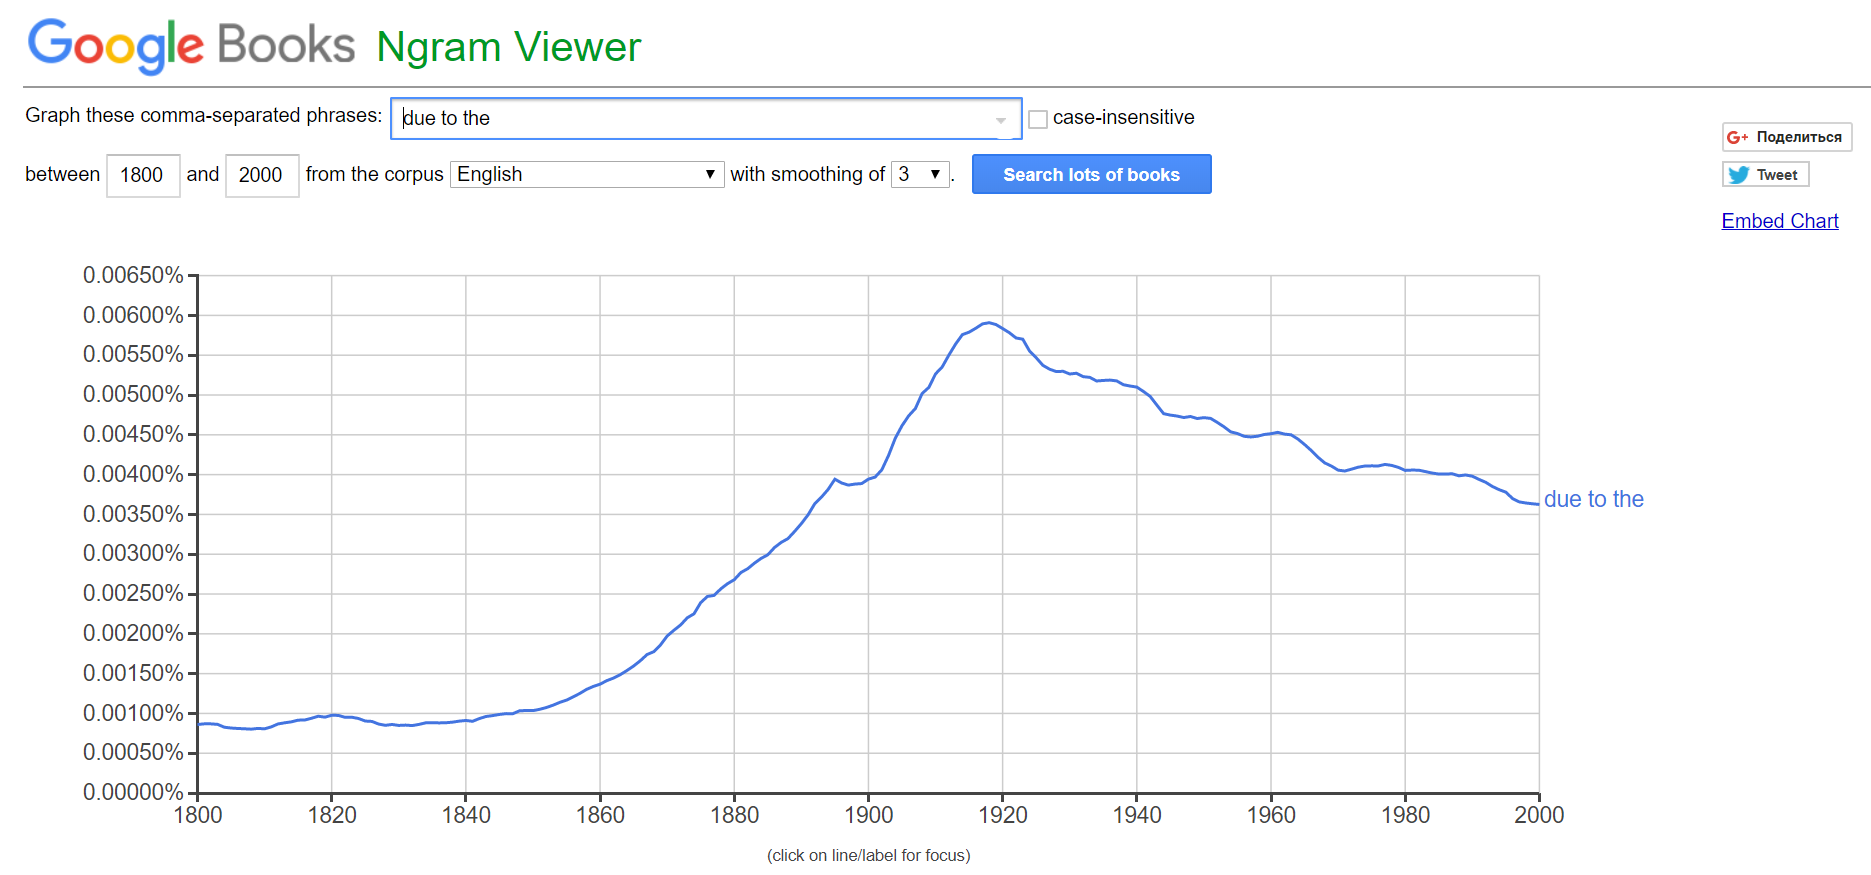 Google Books Ngram Viewer
Graph these comma-separated phrases: due to the case-insensitive
between 1800 and 2000 from the corpus English with smoothing of 3 . Search lots of books
G+ Поделиться
Tweet
Embed Chart
0.00650%
0.00600%
0.00550%
0.00500%
0.00450%
0.00400%
0.00350%
0.00300%
0.00250%
0.00200%
0.00150%
0.00100%
0.00050%
0.00000%
due to the
1800 1820 1840 1860 1880 1900 1920 1940 1960 1980 2000
(click on line/label for focus)